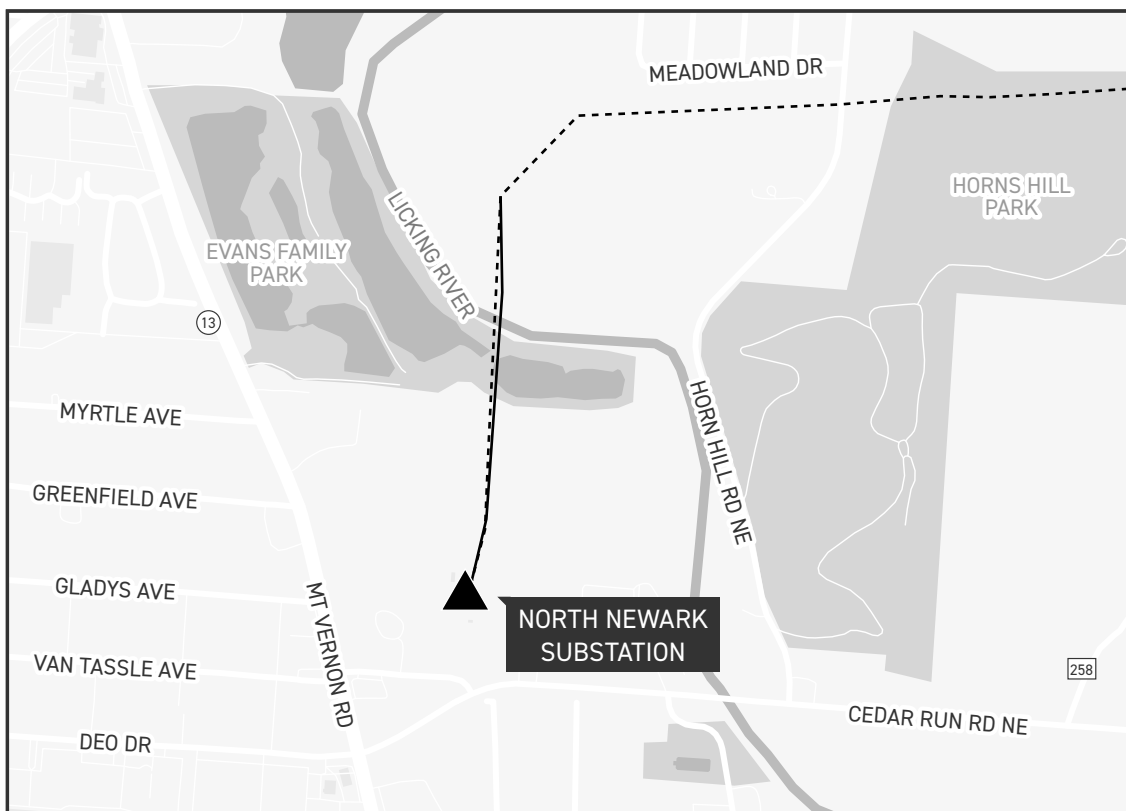 MEADOWLAND DR
HORNS HILL
PARK
LICKING RIVER
EVANS FAMILY
PARK
13
MYRTLE AVE
HORN HILL RD NE
GREENFIELD AVE
GLADYS AVE
MT VERNON RD
NORTH NEWARK
SUBSTATION
VAN TASSLE AVE
258
CEDAR RUN RD NE
DEO DR